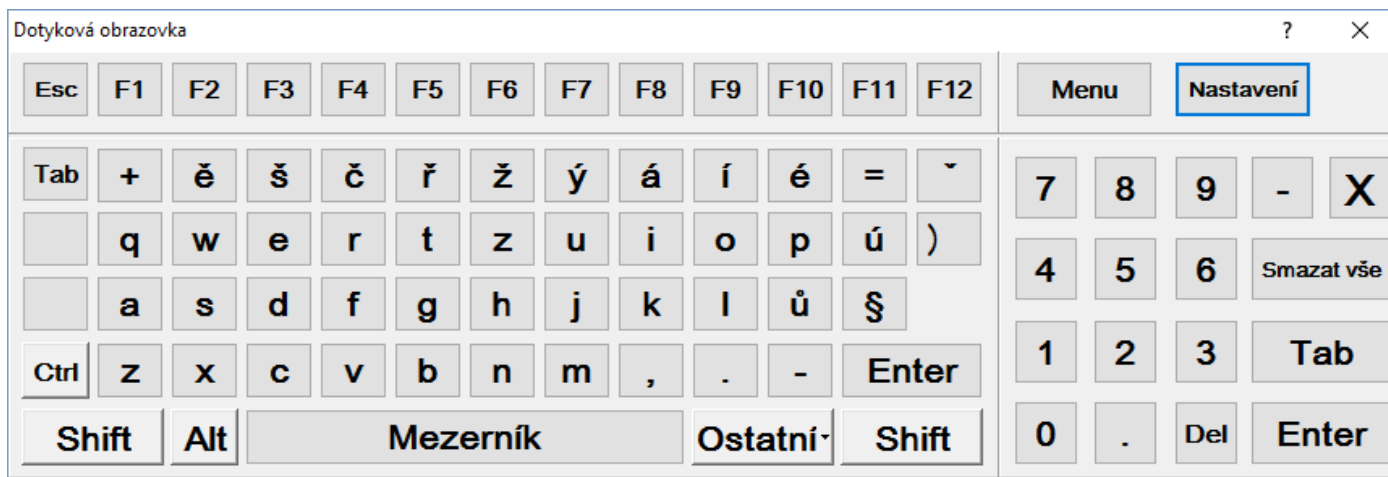 Dotyková obrazovka ? X
Esc F1 F2 F3 F4 F5 F6 F7 F8 F9 F10 F11 F12 Menu Nastavení
Tab + ě š č ř ž ý á í é = ˇ
q w e r t z u i o p ú )
a s d f g h j k l ů §
Ctrl z x c v b n m , . - Enter
Shift Alt Mezerník Ostatní Shift
7 8 9 - X
4 5 6 Smazat vše
1 2 3 Tab
0 . Del Enter